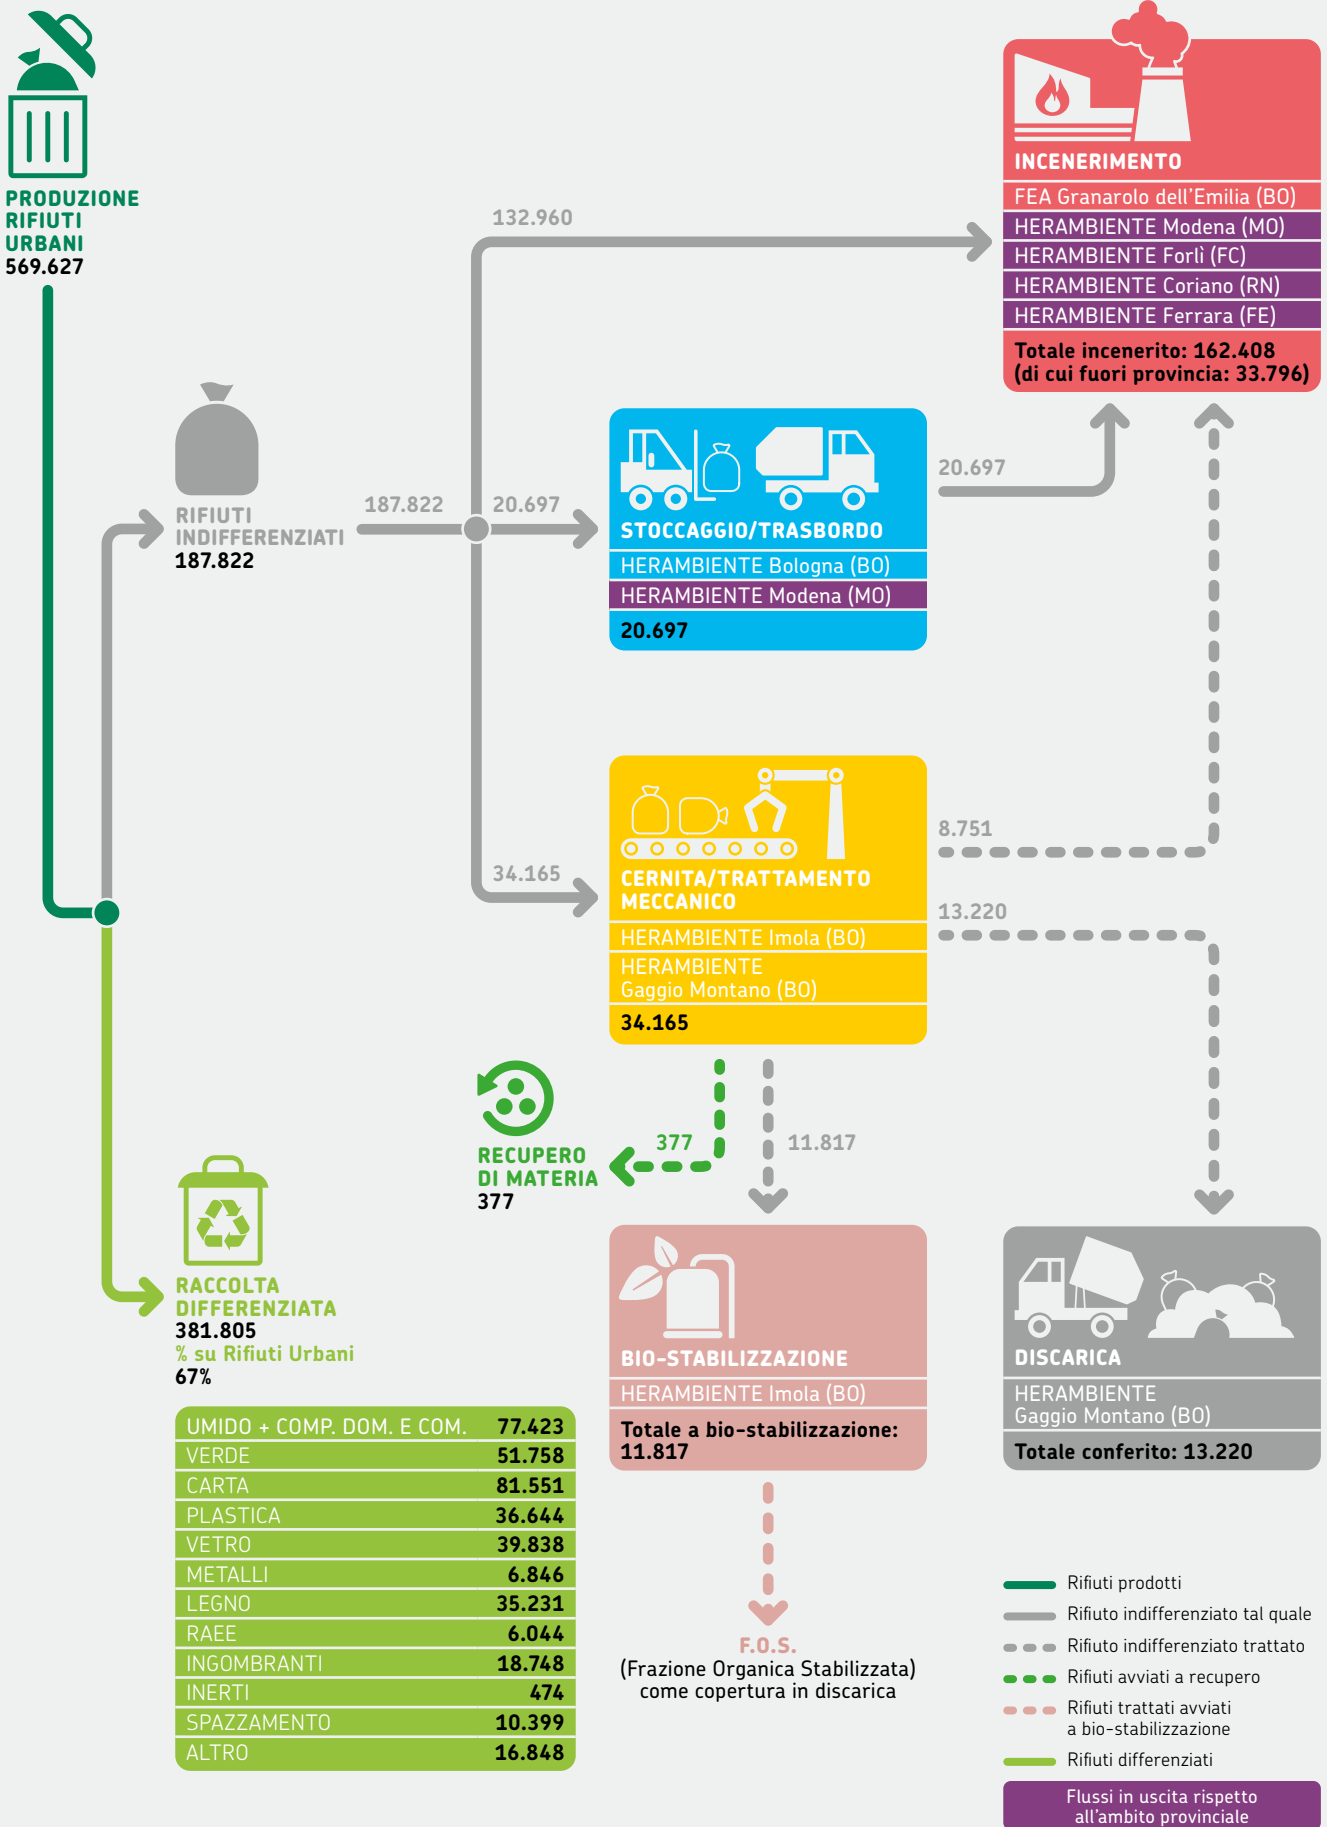 PRODUZIONE
RIFIUTI
URBANI
569.627
132.960
INCENERIMENTO
FEA Granarolo dell'Emilia (BO)
HERAMBIENTE Modena (MO)
HERAMBIENTE Forlì (FC)
HERAMBIENTE Coriano (RN)
HERAMBIENTE Ferrara (FE)
Totale incenerito: 162.408
(di cui fuori provincia: 33.796)
RIFIUTI
INDIFFERENZIATI
187.822
187.822
20.697
STOCCAGGIO/TRASBORDO
HERAMBIENTE Bologna (BO)
HERAMBIENTE Modena (MO)
20.697
20.697
34.165
CERNITA/TRATTAMENTO
MECCANICO
HERAMBIENTE Imola (BO)
HERAMBIENTE
Gaggio Montano (BO)
34.165
8.751
13.220
RECUPERO
DI MATERIA
377
377
11.817
RACCOLTA
DIFFERENZIATA
381.805
% su Rifiuti Urbani
67%
UMIDO + COMP. DOM. E COM. 77.423
VERDE 51.758
CARTA 81.551
PLASTICA 36.644
VETRO 39.838
METALLI 6.846
LEGNO 35.231
RAEE 6.044
INGOMBRANTI 18.748
INERTI 474
SPAZZAMENTO 10.399
ALTRO 16.848
BIO-STABILIZZAZIONE
HERAMBIENTE Imola (BO)
Totale a bio-stabilizzazione:
11.817
F.O.S.
(Frazione Organica Stabilizzata)
come copertura in discarica
DISCARICA
HERAMBIENTE
Gaggio Montano (BO)
Totale conferito: 13.220
Rifiuti prodotti
Rifiuto indifferenziato tal quale
Rifiuto indifferenziato trattato
Rifiuti avviati a recupero
Rifiuti trattati avviati
a bio-stabilizzazione
Rifiuti differenziati
Flussi in uscita rispetto
all'ambito provinciale